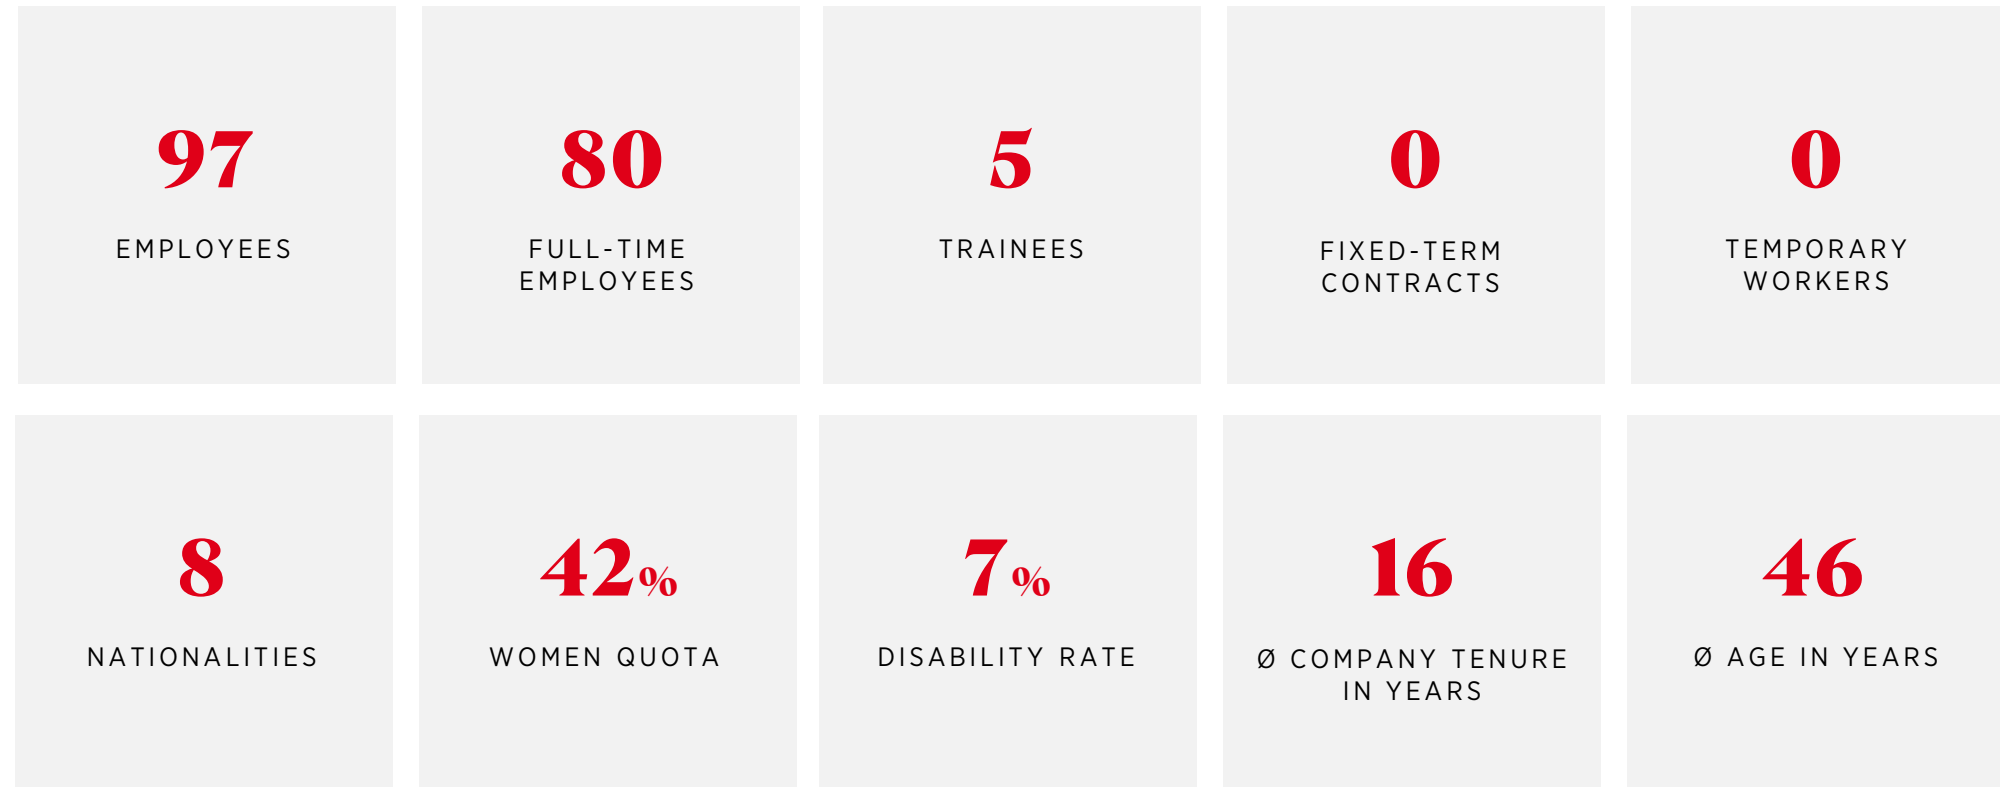 97
EMPLOYEES
80
FULL-TIME
EMPLOYEES
5
TRAINEES
0
FIXED-TERM
CONTRACTS
0
TEMPORARY
WORKERS
8
NATIONALITIES
42%
WOMEN QUOTA
7%
DISABILITY RATE
16
Ø COMPANY TENURE
IN YEARS
46
Ø AGE IN YEARS